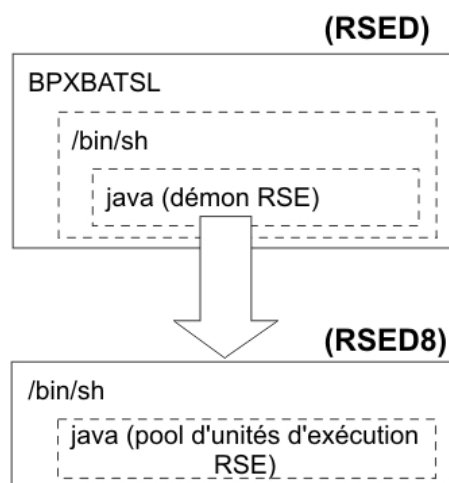 (RSED)
BPXBATSL
/bin/sh
java (démon RSE)
(RSED8)
/bin/sh
java (pool d'unités d'exécution
RSE)